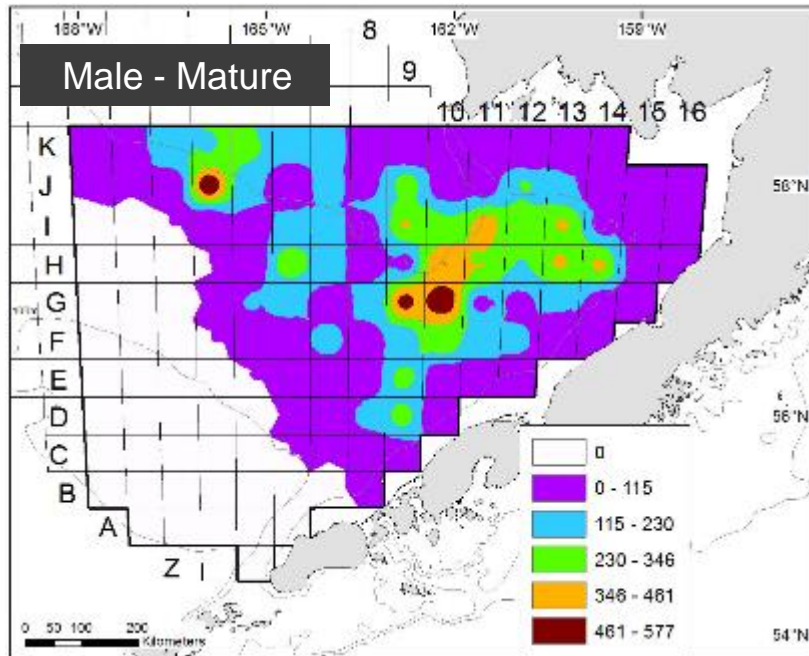 168°W 165°W 162°W 159°W
8
Male - Mature
9
10 11 12 13 14 15 16
K
J 58°N
I
H
G
F
E
D 56°N
C
B
A
Z
0
0 - 115
115 - 230
230 - 346
346 - 461
461 - 577
0 50 100 200
Kilometers
54°N